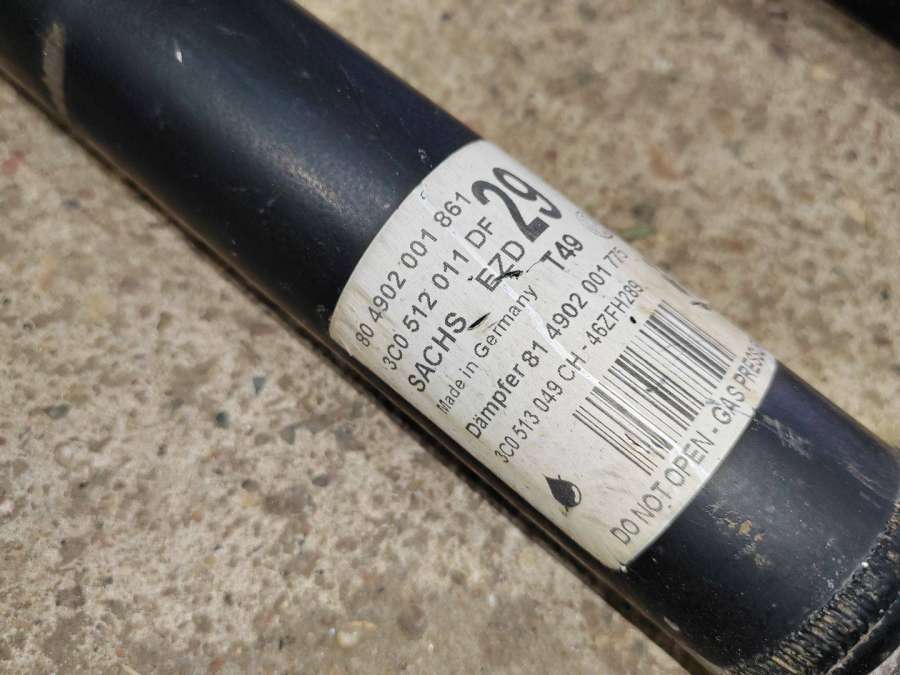 80 4902 001 861
3C0 512 011 DF
29
SACHS EZD
Made in Germany T49
Dämpfer 81 4902 001 775
3C0 513 049 CH - 46ZFH289
DO NOT OPEN - GAS